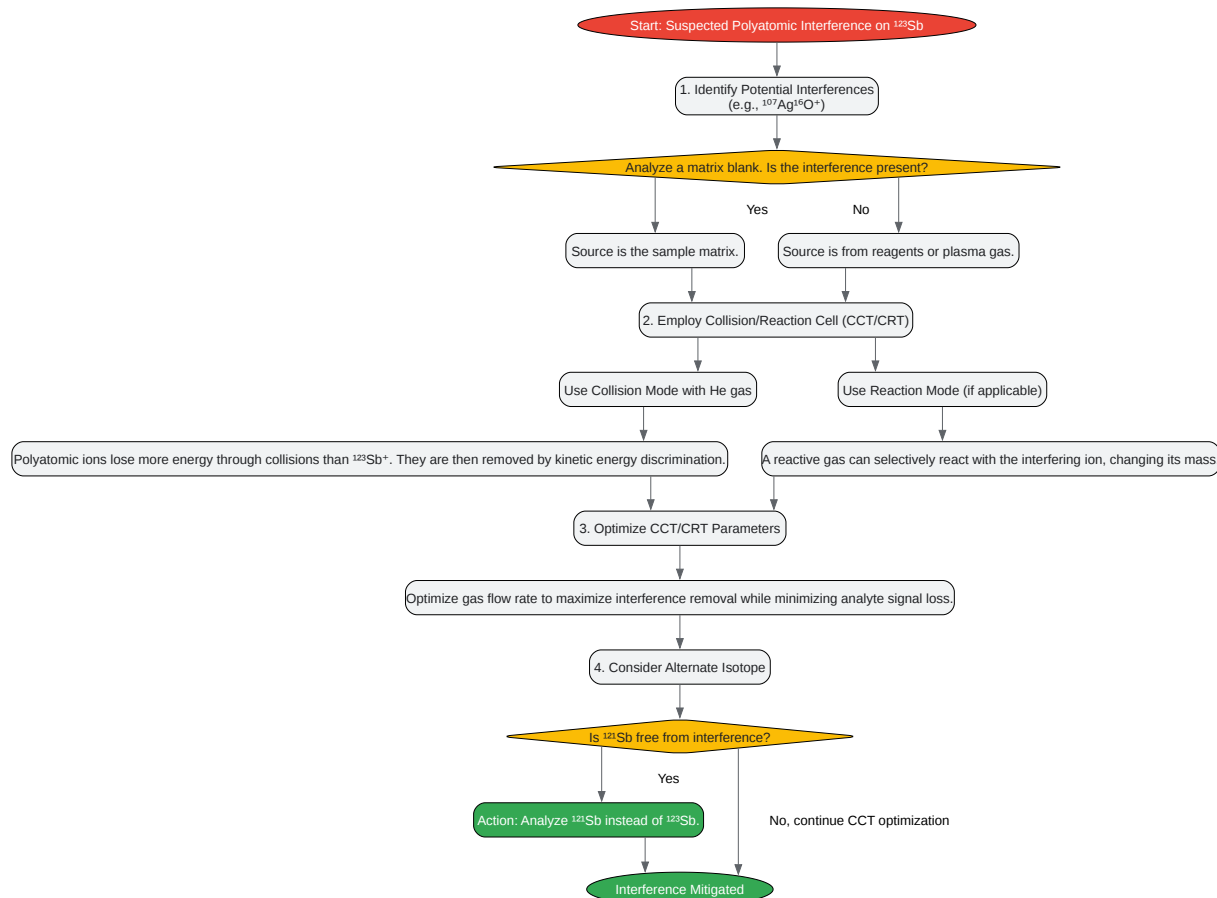 Start: Suspected Polyatomic Interference on ¹²³Sb
1. Identify Potential Interferences
(e.g., ¹⁰⁷Ag¹⁶O⁺)
Analyze a matrix blank. Is the interference present?
Yes
No
Source is the sample matrix.
Source is from reagents or plasma gas.
2. Employ Collision/Reaction Cell (CCT/CRT)
Use Collision Mode with He gas
Use Reaction Mode (if applicable)
Polyatomic ions lose more energy through collisions than ¹²³Sb⁺. They are then removed by kinetic energy discrimination.
A reactive gas can selectively react with the interfering ion, changing its mass
3. Optimize CCT/CRT Parameters
Optimize gas flow rate to maximize interference removal while minimizing analyte signal loss.
4. Consider Alternate Isotope
Is ¹²¹Sb free from interference?
Yes
Action: Analyze ¹²¹Sb instead of ¹²³Sb.
No, continue CCT optimization
Interference Mitigated